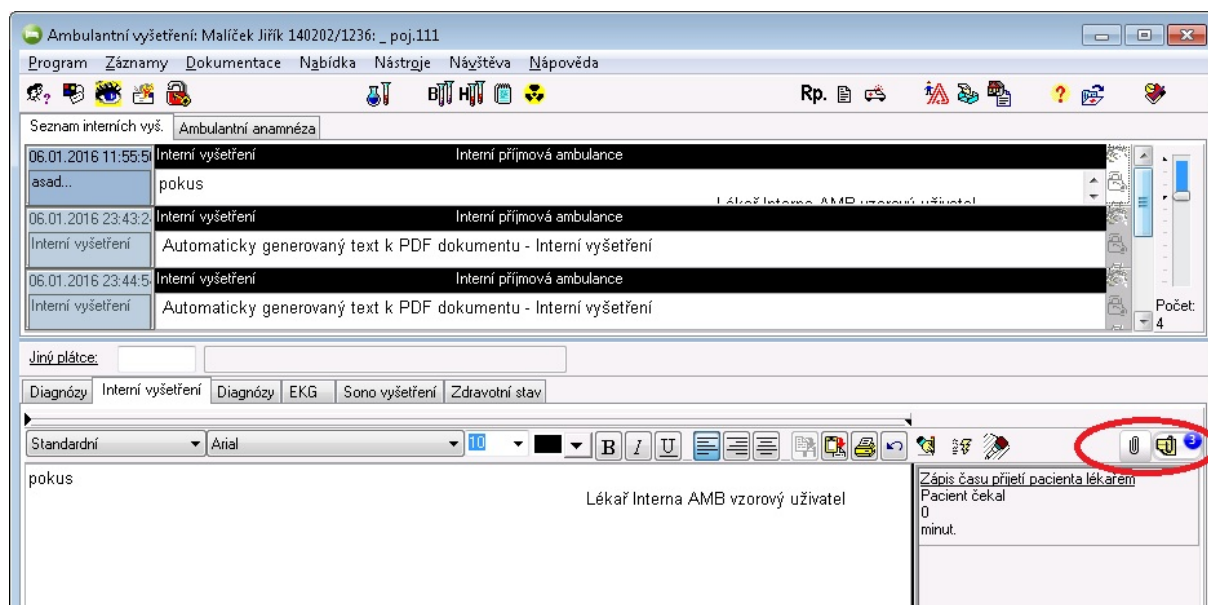 Ambulantní vyšetření: Malíček Jiřík 140202/1236: _ poj.111
Program Záznamy Dokumentace Nabídka Nástroje Návštěva Nápověda
? B H Rp. ?
Seznam interních vyš. Ambulantní anamnéza
06.01.2016 11:55:5 Interní vyšetření Interní příjmová ambulance
asad... pokus
Lékař Interna AMB vzorový uživatel
06.01.2016 23:43:2 Interní vyšetření Interní příjmová ambulance
Interní vyšetření Automaticky generovaný text k PDF dokumentu - Interní vyšetření
06.01.2016 23:44:5 Interní vyšetření Interní příjmová ambulance
Interní vyšetření Automaticky generovaný text k PDF dokumentu - Interní vyšetření
Počet:
4
Jiný plátce:
Diagnózy Interní vyšetření Diagnózy EKG Sono vyšetření Zdravotní stav
Standardní Arial 10 B I U 3
pokus
Lékař Interna AMB vzorový uživatel
Zápis času přijetí pacienta lékařem
Pacient čekal
0
minut.